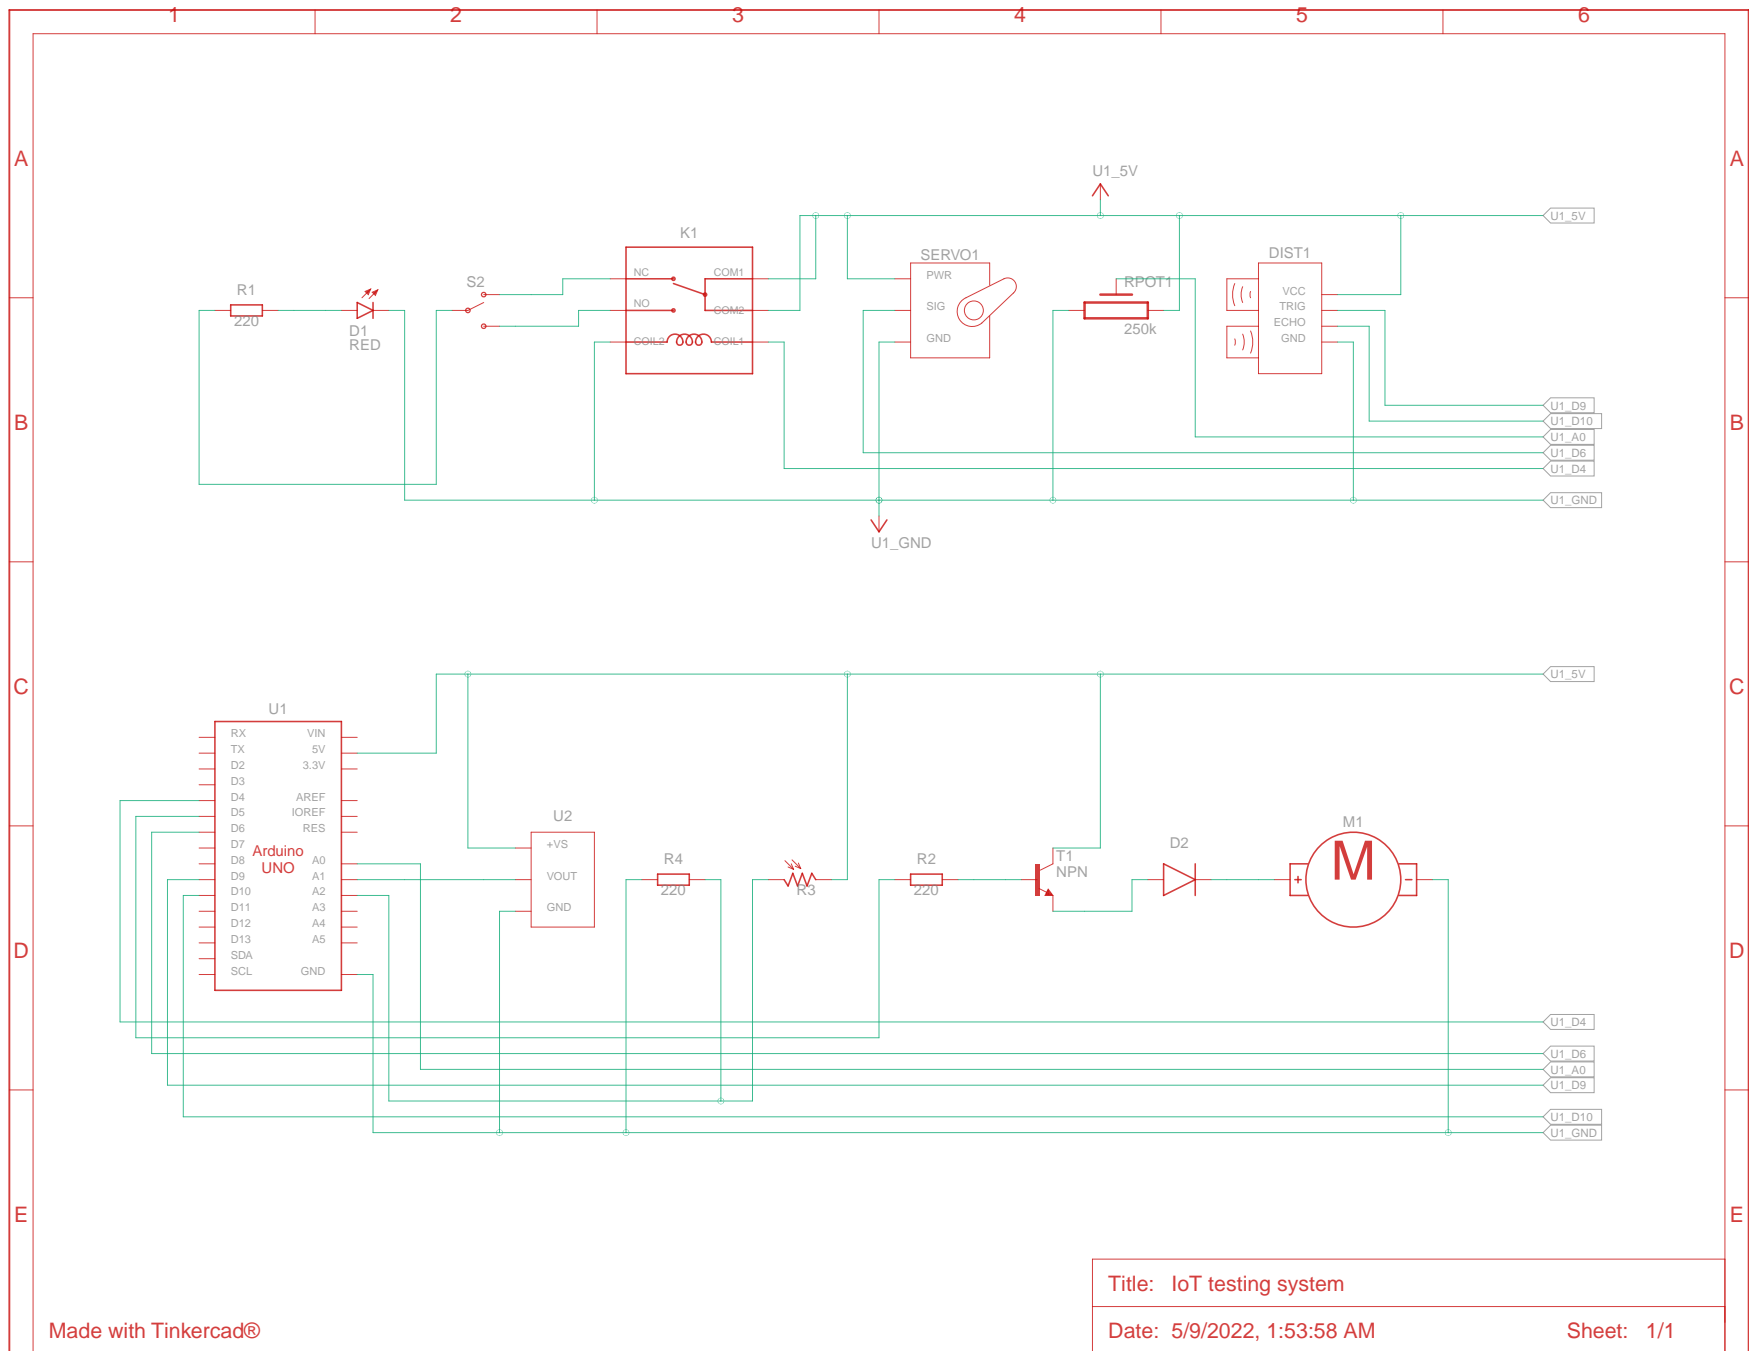 1 2 3 4 5 6
A A
U1_5V
U1_5V
K1
SERVO1
DIST1
NC COM1
PWR
S2
RPOT1
R1
VCC
NO COM2
SIG
TRIG
220
D1
ECHO
RED
250k
COIL2 COIL1
GND
GND
U1_D9
B B
U1_D10
U1_A0
U1_D6
U1_D4
U1_GND
U1_GND
U1_5V
C C
U1
RX VIN
TX 5V
D2 3.3V
D3
D4 AREF
D5 IOREF
D6 RES
D7
D8 A0
D9 A1
D10 A2
D11 A3
D12 A4
D13 A5
SDA
SCL GND
Arduino
UNO
U2
+VS
VOUT
GND
R4
220
R3
R2
220
T1
NPN
D2
M1
M
+ -
D D
U1_D4
U1_D6
U1_A0
U1_D9
U1_D10
U1_GND
E E
Title: IoT testing system
Made with Tinkercad®
Date: 5/9/2022, 1:53:58 AM Sheet: 1/1